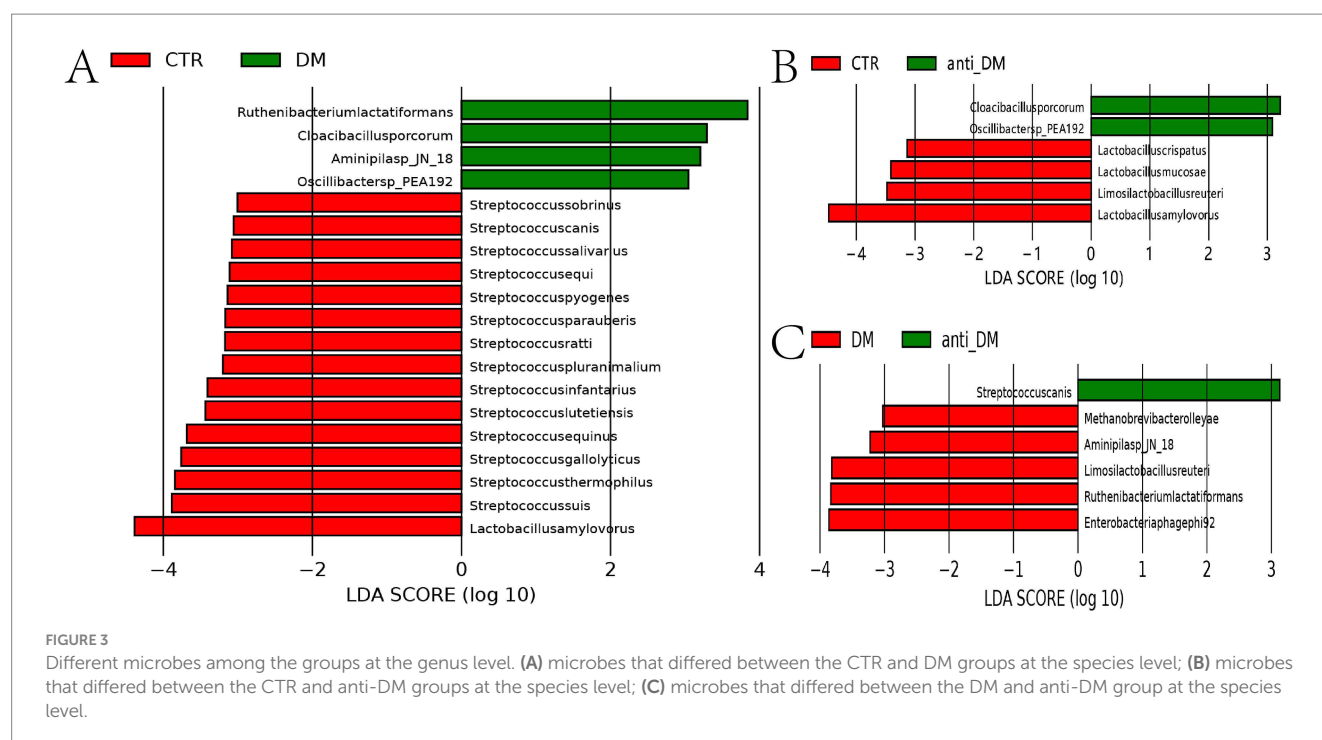 A
CTR DM
Ruthenibacteriumlactatiformans
Cloacibacillusporcorum
Aminipilasp_JN_18
Oscillibactersp_PEA192
Streptococcussobrinus
Streptococcuscanis
Streptococcussalivarius
Streptococcusequi
Streptococcuspyogenes
Streptococcusparauberis
Streptococcusratti
Streptococcuspluranimalium
Streptococcusinfantarius
Streptococcuslutetiensis
Streptococcusequinus
Streptococcusgallolyticus
Streptococcusthermophilus
Streptococcussuis
Lactobacillusamylovorus
−4 −2 0 2 4
LDA SCORE (log 10)
B
CTR anti_DM
Cloacibacillusporcorum
Oscillibactersp_PEA192
Lactobacilluscrispatus
Lactobacillusmucosae
Limosilactobacillusreuteri
Lactobacillusamylovorus
−4 −3 −2 −1 0 1 2 3
LDA SCORE (log 10)
C
DM anti_DM
Streptococcuscanis
Methanobrevibacterolleyae
Aminipilasp_JN_18
Limosilactobacillusreuteri
Ruthenibacteriumlactatiformans
Enterobacteriaphagephi92
−4 −3 −2 −1 0 1 2 3
LDA SCORE (log 10)
FIGURE 3
Different microbes among the groups at the genus level. (A) microbes that differed between the CTR and DM groups at the species level; (B) microbes
that differed between the CTR and anti-DM groups at the species level; (C) microbes that differed between the DM and anti-DM group at the species
level.